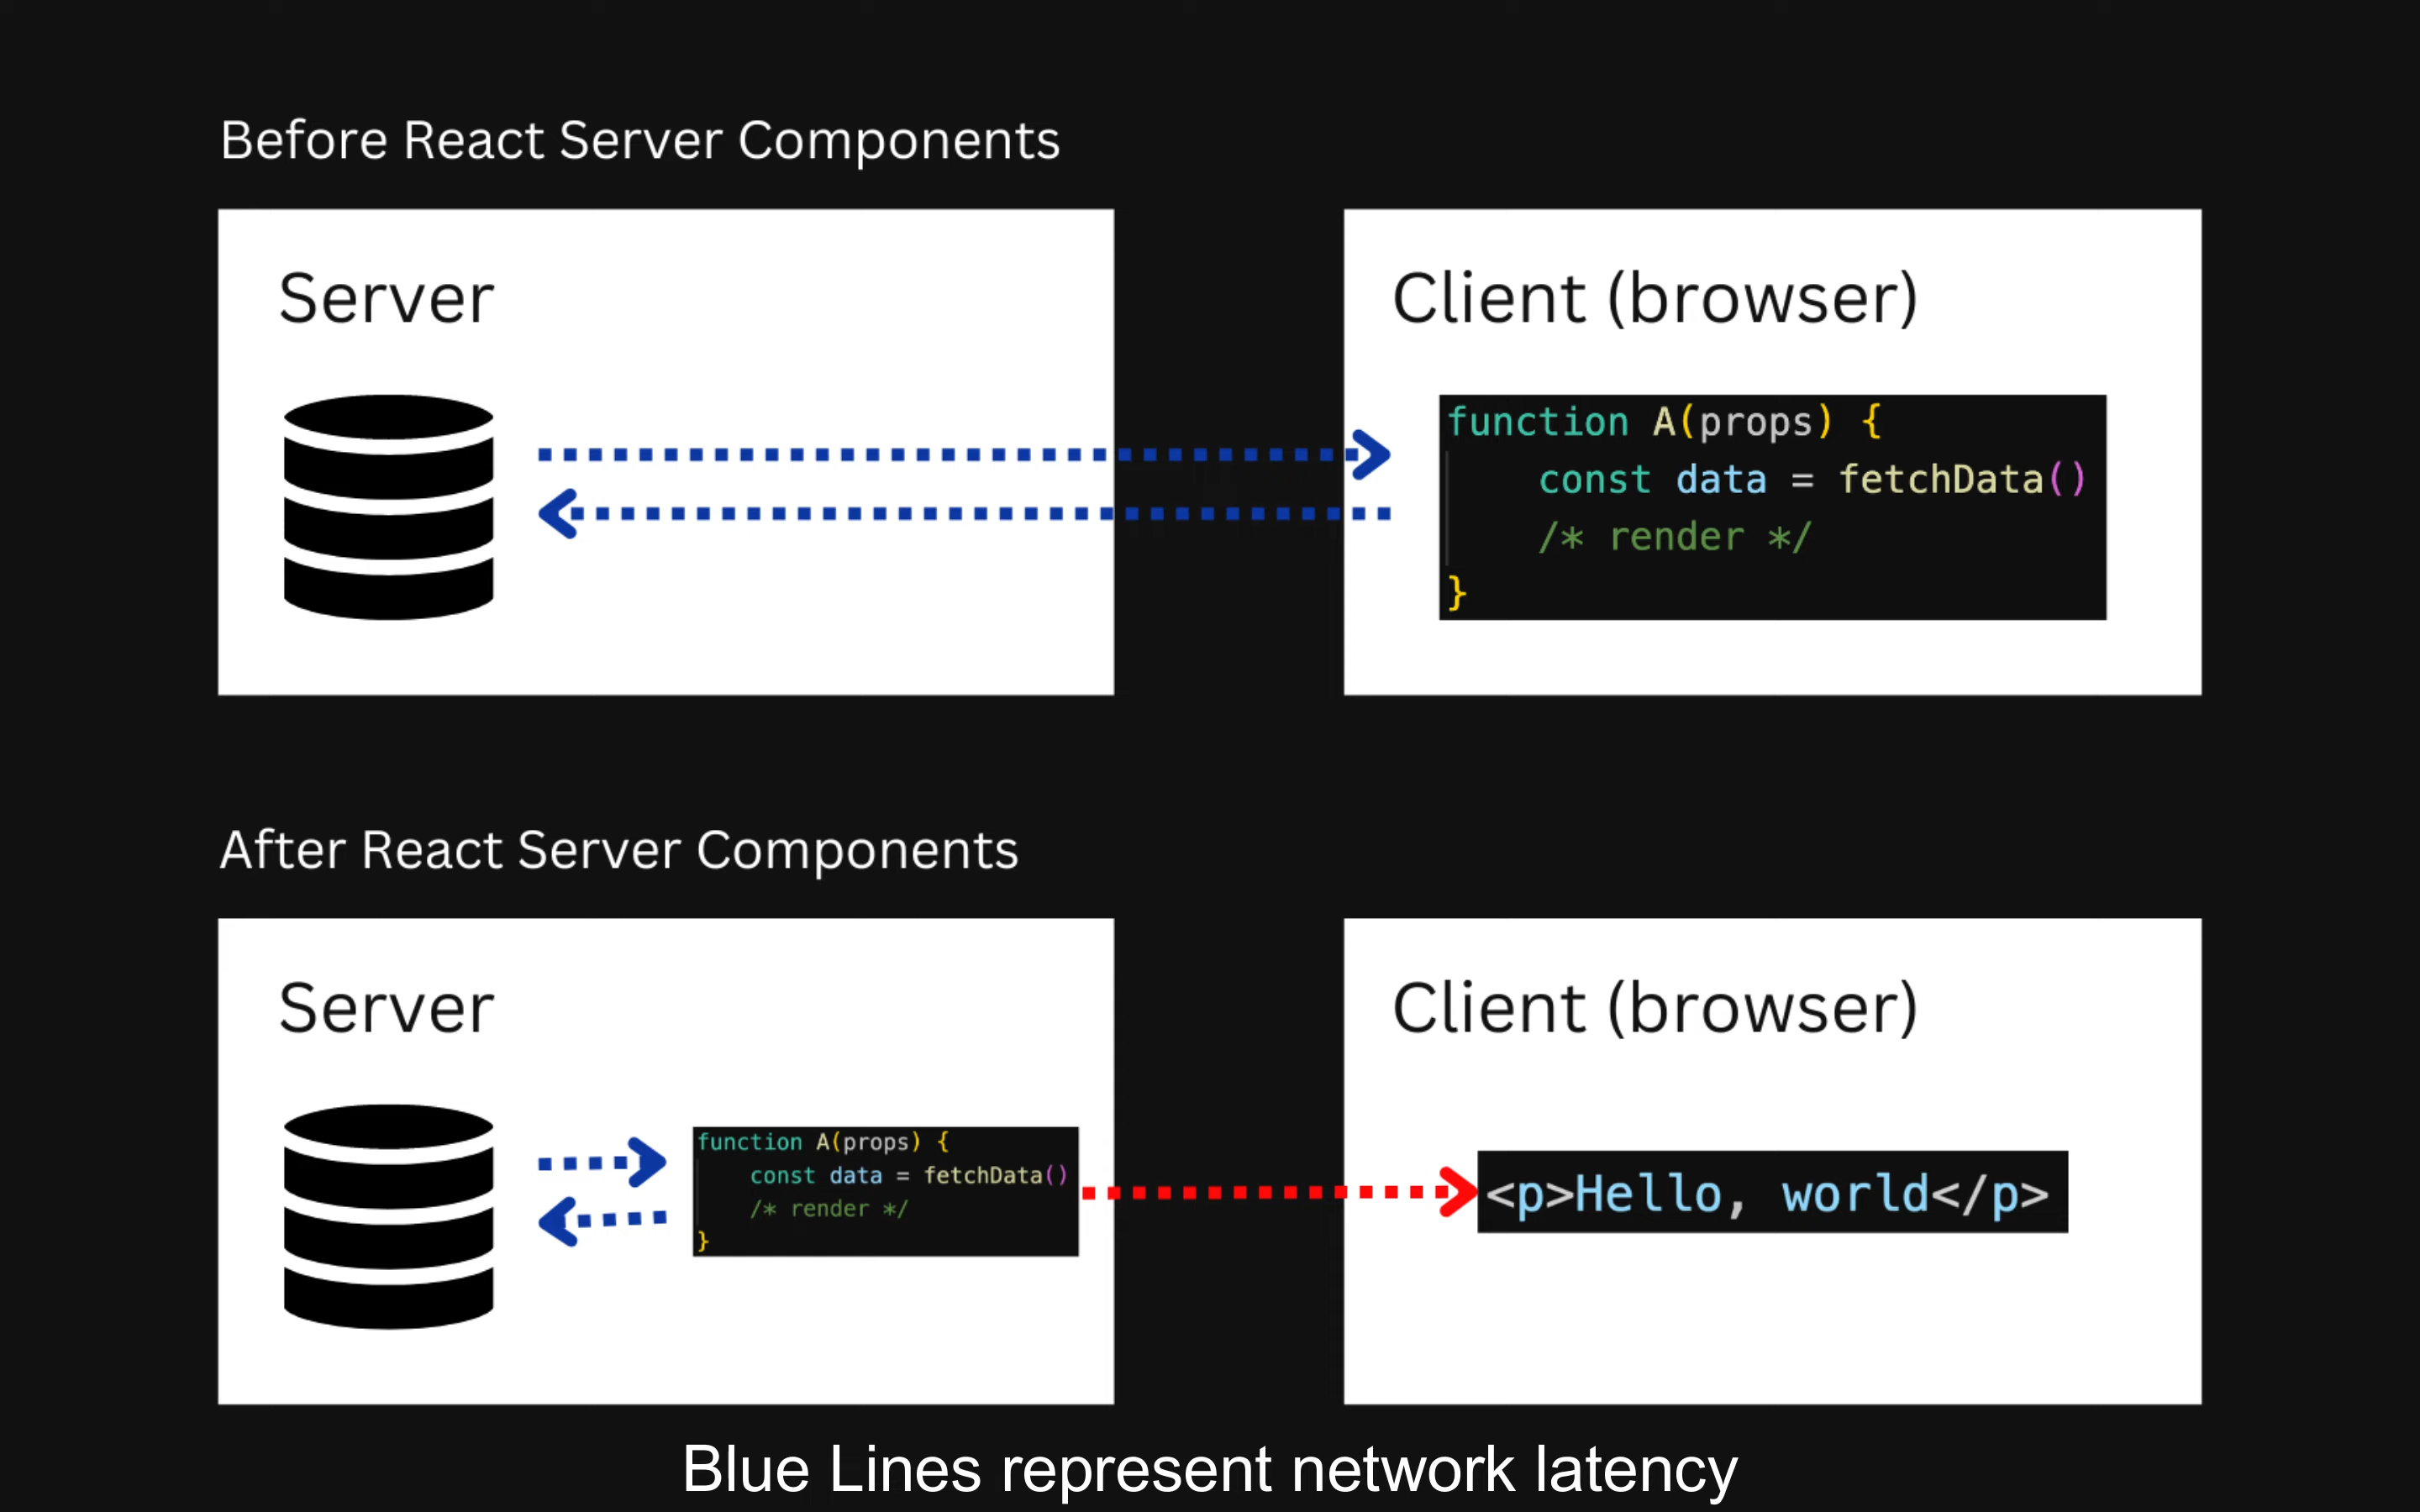 Before React Server Components
Server
Client (browser)
function A(props) {
    const data = fetchData()
    /* render */
}
After React Server Components
Server
Client (browser)
function A(props) {
    const data = fetchData()
    /* render */
}
<p>Hello, world</p>
Blue Lines represent network latency